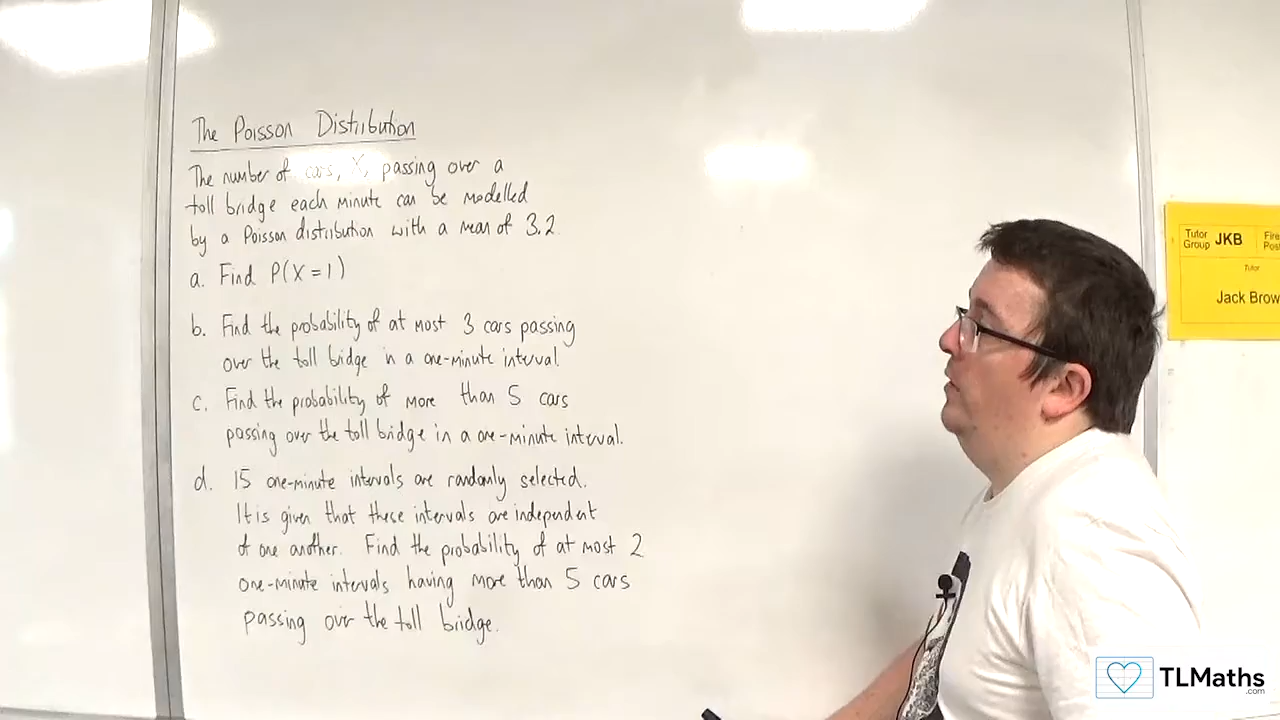 The Poisson Distribution
The number of cars, X, passing over a
toll bridge each minute can be modelled
by a Poisson distribution with a mean of 3.2.
a. Find P(X=1)
b. Find the probability of at most 3 cars passing
over the toll bridge in a one-minute interval.
c. Find the probability of more than 5 cars
passing over the toll bridge in a one-minute interval.
d. 15 one-minute intervals are randomly selected.
It is given that these intervals are independent
of one another. Find the probability of at most 2
one-minute intervals having more than 5 cars
passing over the toll bridge.
Tutor Group JKB Fire
Post
Tutor
Jack Brow
TLMaths
.com